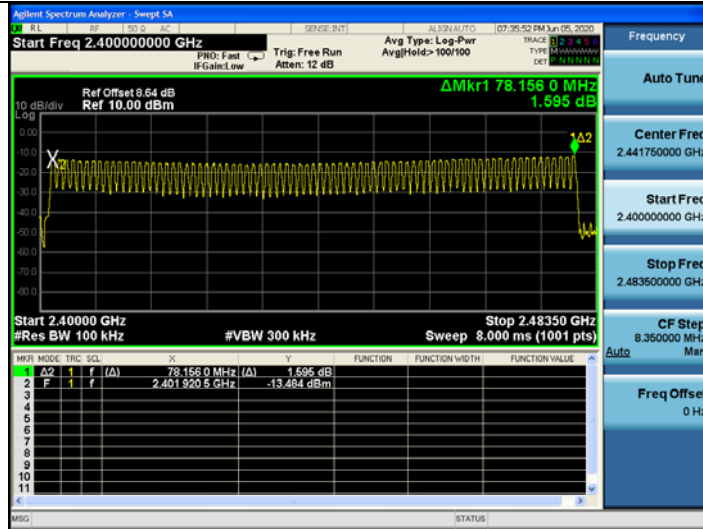 Agilent Spectrum Analyzer - Swept SA
RL RF 50 Ω AC SENSE:INT ALIGNAUTO 07:35:52 PM Jun 05, 2020
Start Freq 2.400000000 GHz
PNO: Fast
IFGain:Low
Trig: Free Run
Atten: 12 dB
Avg Type: Log-Pwr
Avg|Hold:> 100/100
TRACE 1 2 3 4 5 6
TYPE
DET P N N N N N
Ref Offset 8.64 dB
Ref 10.00 dBm
ΔMkr1 78.156 0 MHz
1.595 dB
10 dB/div
Log
0.00
-10.0
-20.0
-30.0
-40.0
-50.0
-60.0
-70.0
-80.0
X2
1Δ2
Start 2.40000 GHz
Stop 2.48350 GHz
#Res BW 100 kHz #VBW 300 kHz Sweep 8.000 ms (1001 pts)
MKR MODE TRC SCL X Y FUNCTION FUNCTION WIDTH FUNCTION VALUE
1 Δ2 1 f (Δ) 78.156 0 MHz (Δ) 1.595 dB
2 F 1 f 2.401 920 5 GHz -13.484 dBm
3
4
5
6
7
8
9
10
11
MSG STATUS
Frequency
Auto Tune
Center Freq
2.441750000 GHz
Start Freq
2.400000000 GHz
Stop Freq
2.483500000 GHz
CF Step
8.350000 MHz
Auto Man
Freq Offset
0 Hz